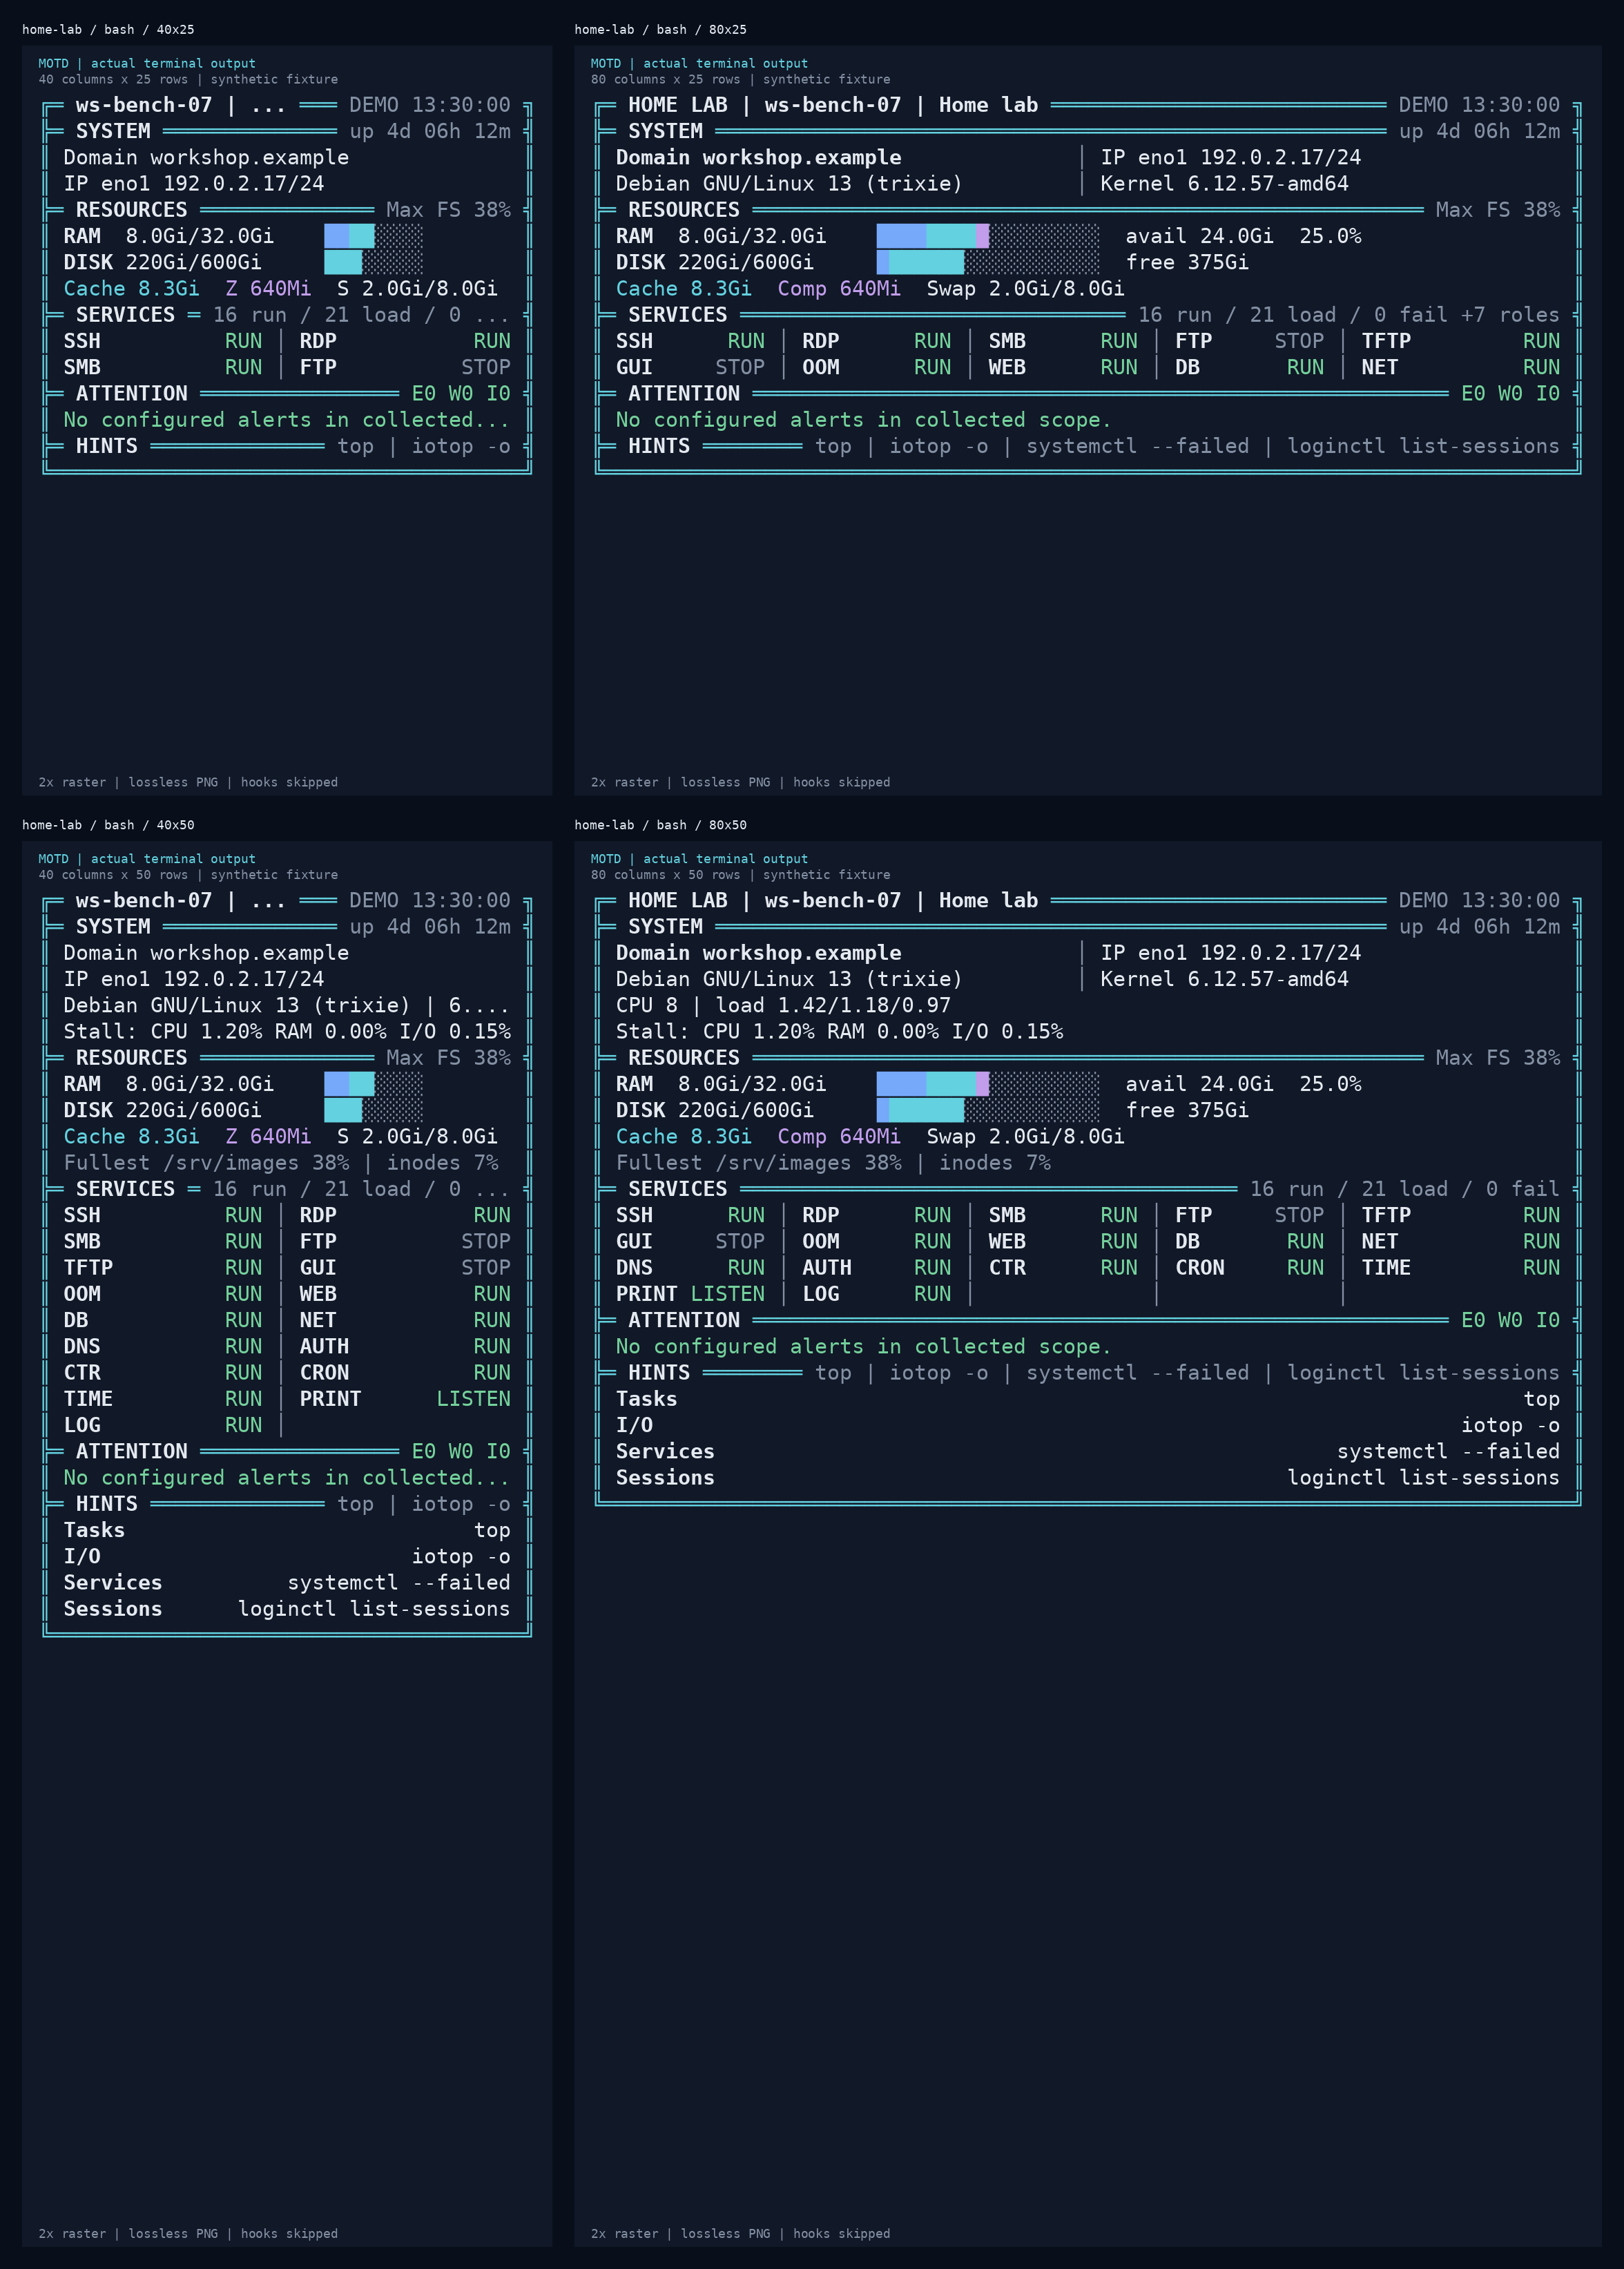 home-lab / bash / 40x25
MOTD | actual terminal output
40 columns x 25 rows | synthetic fixture
ws-bench-07 | ... DEMO 13:30:00
SYSTEM up 4d 06h 12m
Domain workshop.example
IP eno1 192.0.2.17/24
RESOURCES Max FS 38%
RAM 8.0Gi/32.0Gi
DISK 220Gi/600Gi
Cache 8.3Gi Z 640Mi S 2.0Gi/8.0Gi
SERVICES 16 run / 21 load / 0 ...
SSH RUN | RDP RUN
SMB RUN | FTP STOP
ATTENTION E0 W0 I0
No configured alerts in collected...
HINTS top | iotop -o
2x raster | lossless PNG | hooks skipped
home-lab / bash / 80x25
MOTD | actual terminal output
80 columns x 25 rows | synthetic fixture
HOME LAB | ws-bench-07 | Home lab DEMO 13:30:00
SYSTEM up 4d 06h 12m
Domain workshop.example | IP eno1 192.0.2.17/24
Debian GNU/Linux 13 (trixie) | Kernel 6.12.57-amd64
RESOURCES Max FS 38%
RAM 8.0Gi/32.0Gi avail 24.0Gi 25.0%
DISK 220Gi/600Gi free 375Gi
Cache 8.3Gi Comp 640Mi Swap 2.0Gi/8.0Gi
SERVICES 16 run / 21 load / 0 fail +7 roles
SSH RUN | RDP RUN | SMB RUN | FTP STOP | TFTP RUN
GUI STOP | OOM RUN | WEB RUN | DB RUN | NET RUN
ATTENTION E0 W0 I0
No configured alerts in collected scope.
HINTS top | iotop -o | systemctl --failed | loginctl list-sessions
2x raster | lossless PNG | hooks skipped
home-lab / bash / 40x50
MOTD | actual terminal output
40 columns x 50 rows | synthetic fixture
ws-bench-07 | ... DEMO 13:30:00
SYSTEM up 4d 06h 12m
Domain workshop.example
IP eno1 192.0.2.17/24
Debian GNU/Linux 13 (trixie) | 6....
Stall: CPU 1.20% RAM 0.00% I/O 0.15%
RESOURCES Max FS 38%
RAM 8.0Gi/32.0Gi
DISK 220Gi/600Gi
Cache 8.3Gi Z 640Mi S 2.0Gi/8.0Gi
Fullest /srv/images 38% | inodes 7%
SERVICES 16 run / 21 load / 0 ...
SSH RUN | RDP RUN
SMB RUN | FTP STOP
TFTP RUN | GUI STOP
OOM RUN | WEB RUN
DB RUN | NET RUN
DNS RUN | AUTH RUN
CTR RUN | CRON RUN
TIME RUN | PRINT LISTEN
LOG RUN |
ATTENTION E0 W0 I0
No configured alerts in collected...
HINTS top | iotop -o
Tasks top
I/O iotop -o
Services systemctl --failed
Sessions loginctl list-sessions
2x raster | lossless PNG | hooks skipped
home-lab / bash / 80x50
MOTD | actual terminal output
80 columns x 50 rows | synthetic fixture
HOME LAB | ws-bench-07 | Home lab DEMO 13:30:00
SYSTEM up 4d 06h 12m
Domain workshop.example | IP eno1 192.0.2.17/24
Debian GNU/Linux 13 (trixie) | Kernel 6.12.57-amd64
CPU 8 | load 1.42/1.18/0.97
Stall: CPU 1.20% RAM 0.00% I/O 0.15%
RESOURCES Max FS 38%
RAM 8.0Gi/32.0Gi avail 24.0Gi 25.0%
DISK 220Gi/600Gi free 375Gi
Cache 8.3Gi Comp 640Mi Swap 2.0Gi/8.0Gi
Fullest /srv/images 38% | inodes 7%
SERVICES 16 run / 21 load / 0 fail
SSH RUN | RDP RUN | SMB RUN | FTP STOP | TFTP RUN
GUI STOP | OOM RUN | WEB RUN | DB RUN | NET RUN
DNS RUN | AUTH RUN | CTR RUN | CRON RUN | TIME RUN
PRINT LISTEN | LOG RUN | | |
ATTENTION E0 W0 I0
No configured alerts in collected scope.
HINTS top | iotop -o | systemctl --failed | loginctl list-sessions
Tasks top
I/O iotop -o
Services systemctl --failed
Sessions loginctl list-sessions
2x raster | lossless PNG | hooks skipped